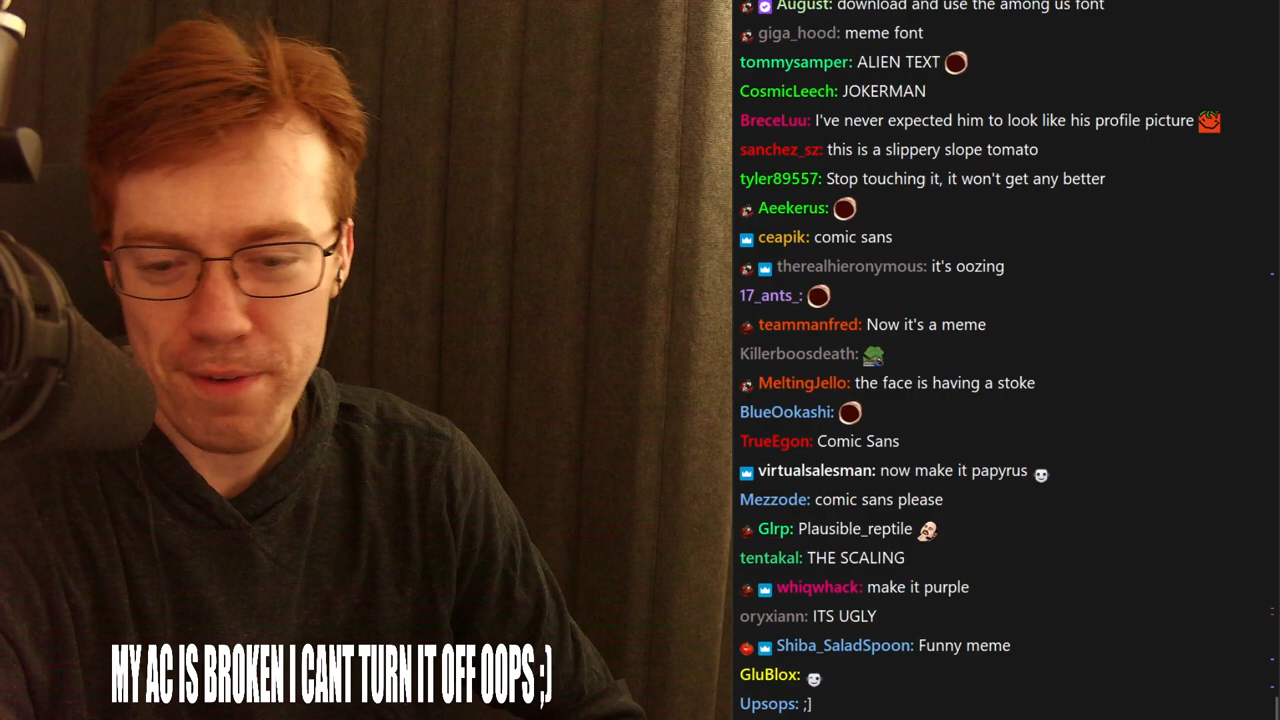 August: download and use the among us font
giga_hood: meme font
tommysamper: ALIEN TEXT
CosmicLeech: JOKERMAN
BreceLuu: I've never expected him to look like his profile picture
sanchez_sz: this is a slippery slope tomato
tyler89557: Stop touching it, it won't get any better
Aeekerus:
ceapik: comic sans
therealhieronymous: it's oozing
17_ants_:
teammanfred: Now it's a meme
Killerboosdeath:
MeltingJello: the face is having a stoke
BlueOokashi:
TrueEgon: Comic Sans
virtualsalesman: now make it papyrus
Mezzode: comic sans please
Glrp: Plausible_reptile
tentakal: THE SCALING
whiqwhack: make it purple
oryxiann: ITS UGLY
Shiba_SaladSpoon: Funny meme
GluBlox:
Upsops: ;]
MY AC IS BROKEN I CANT TURN IT OFF OOPS ;)